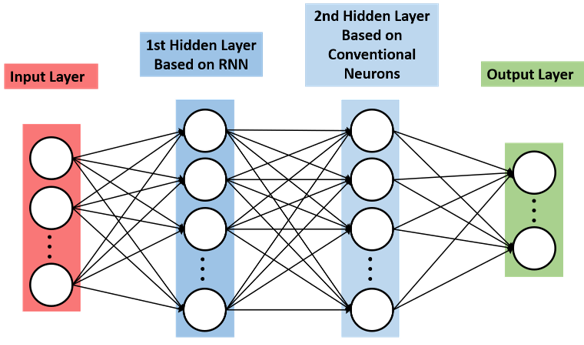 Input Layer
1st Hidden Layer
Based on RNN
2nd Hidden Layer
Based on
Conventional
Neurons
Output Layer